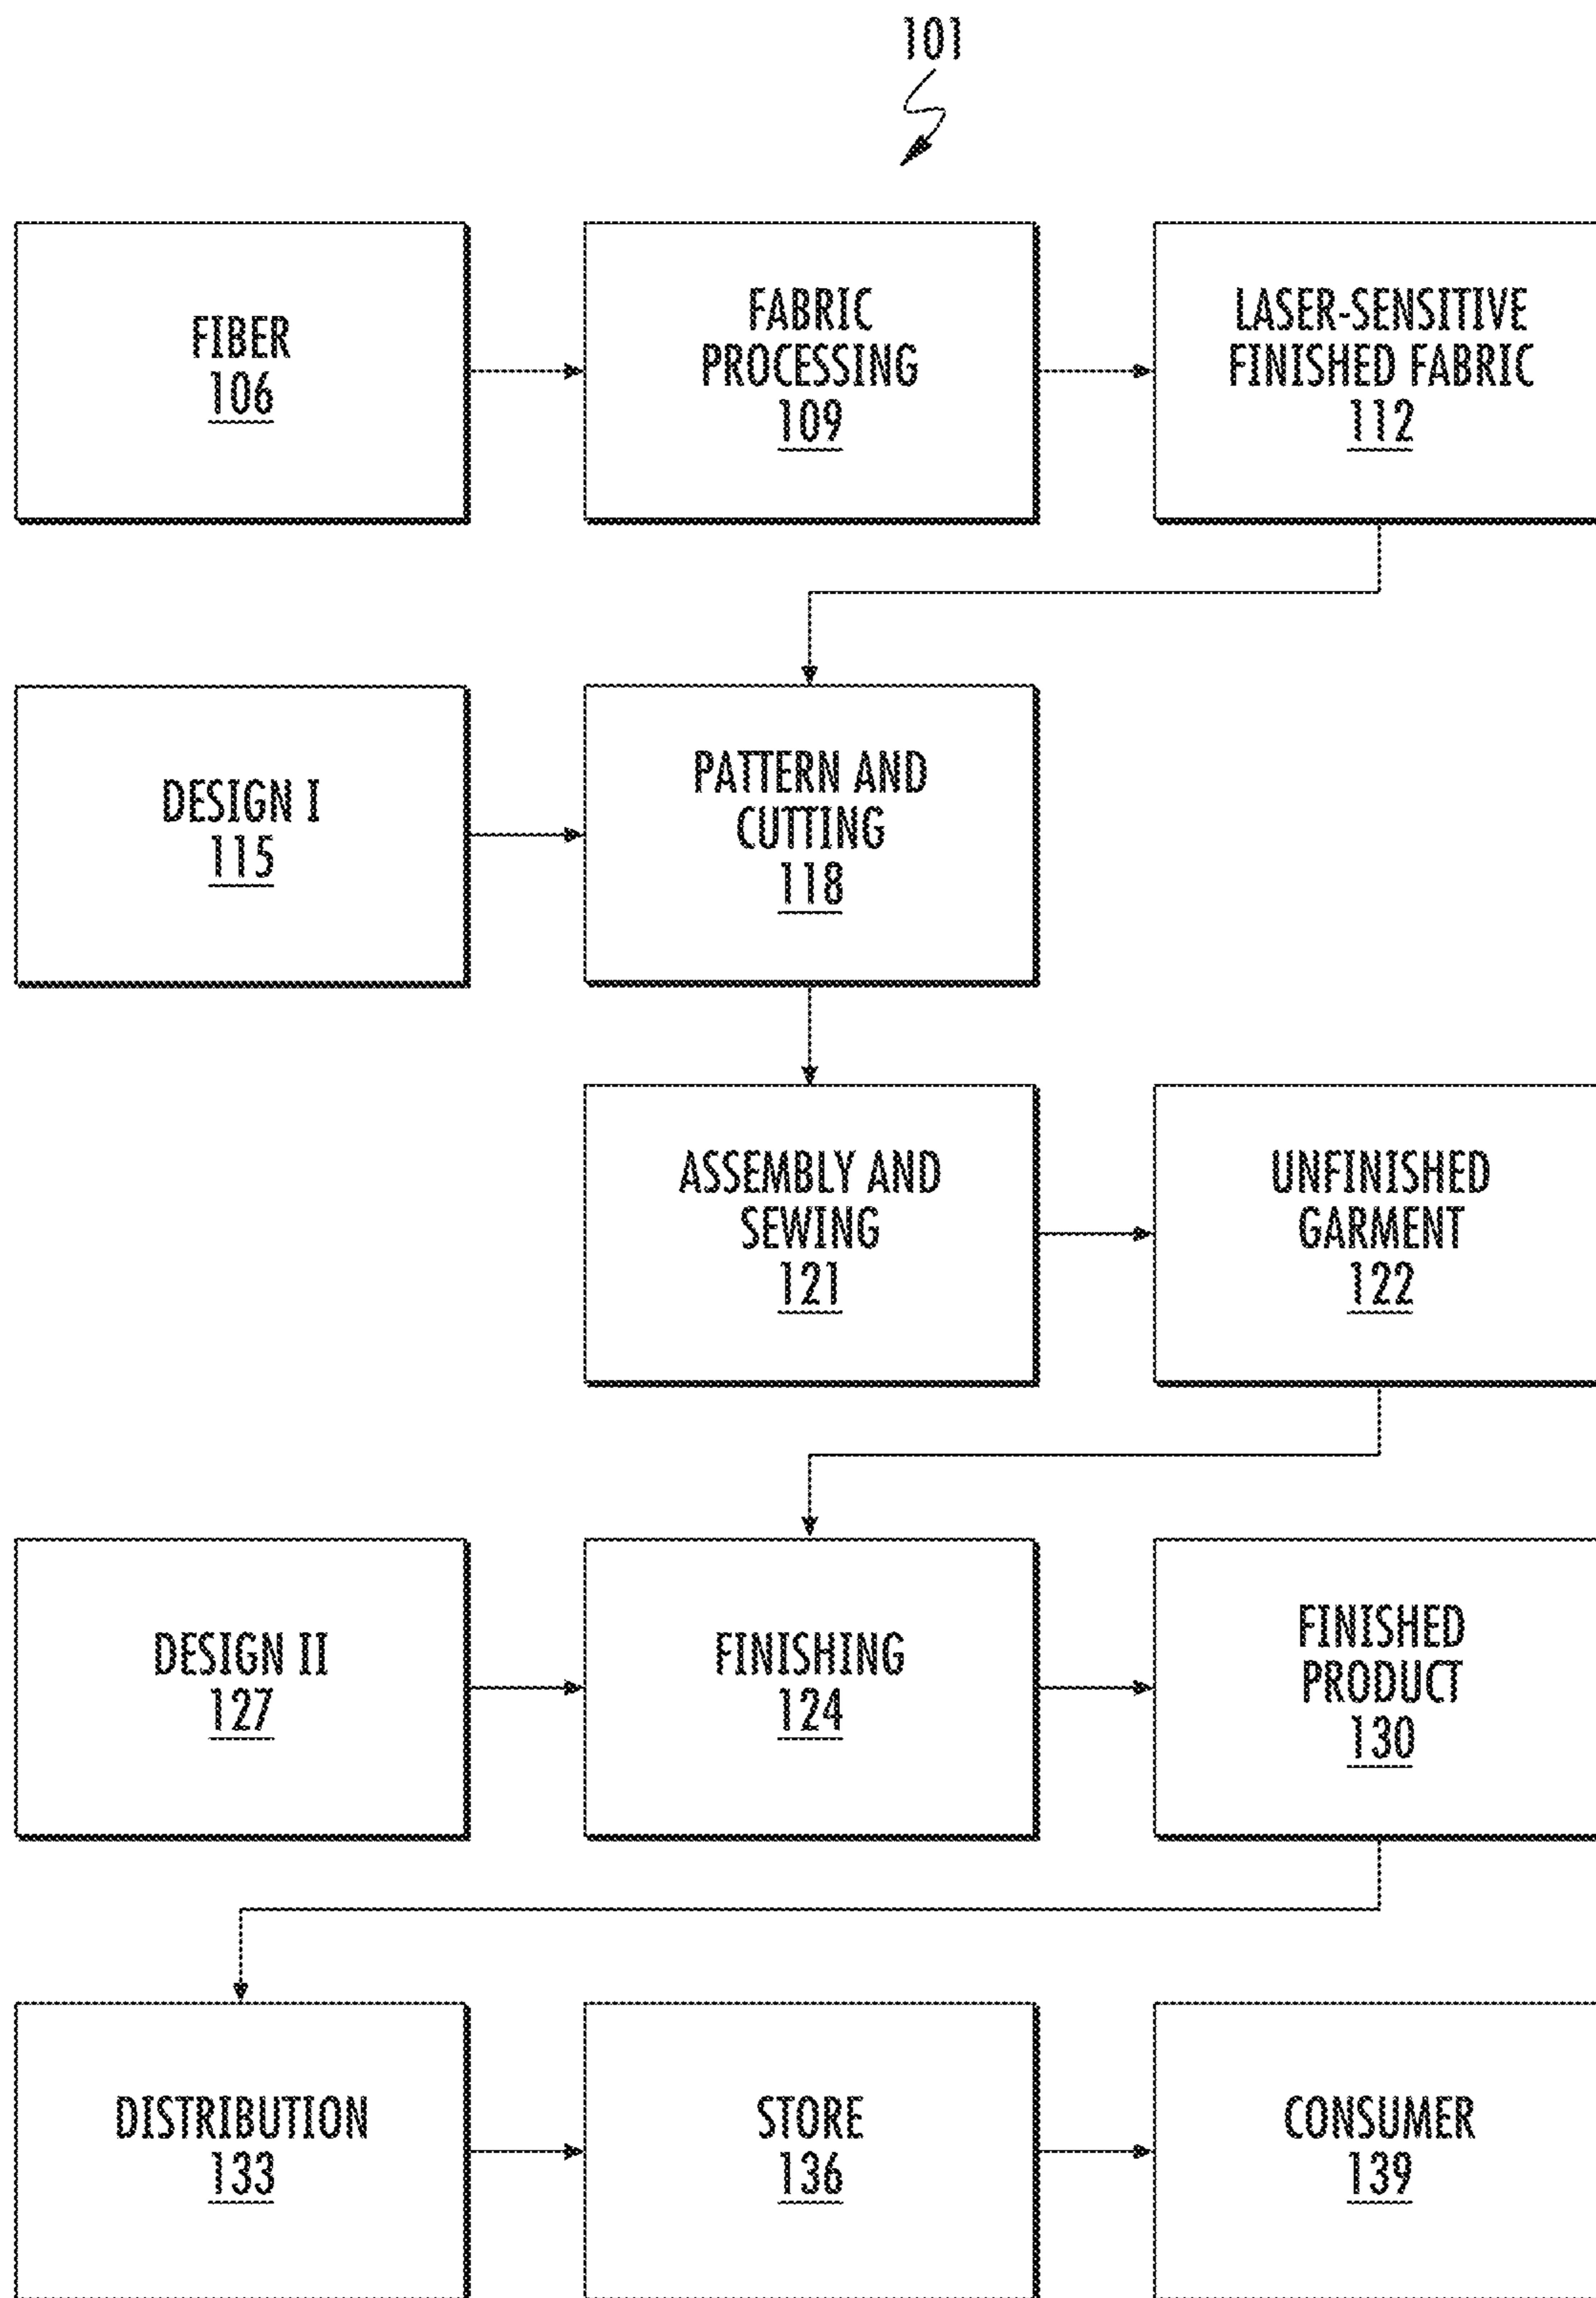 101
FIBER
106
FABRIC
PROCESSING
109
LASER-SENSITIVE
FINISHED FABRIC
112
DESIGN I
115
PATTERN AND
CUTTING
118
ASSEMBLY AND
SEWING
121
UNFINISHED
GARMENT
122
DESIGN II
127
FINISHING
124
FINISHED
PRODUCT
130
DISTRIBUTION
133
STORE
136
CONSUMER
139